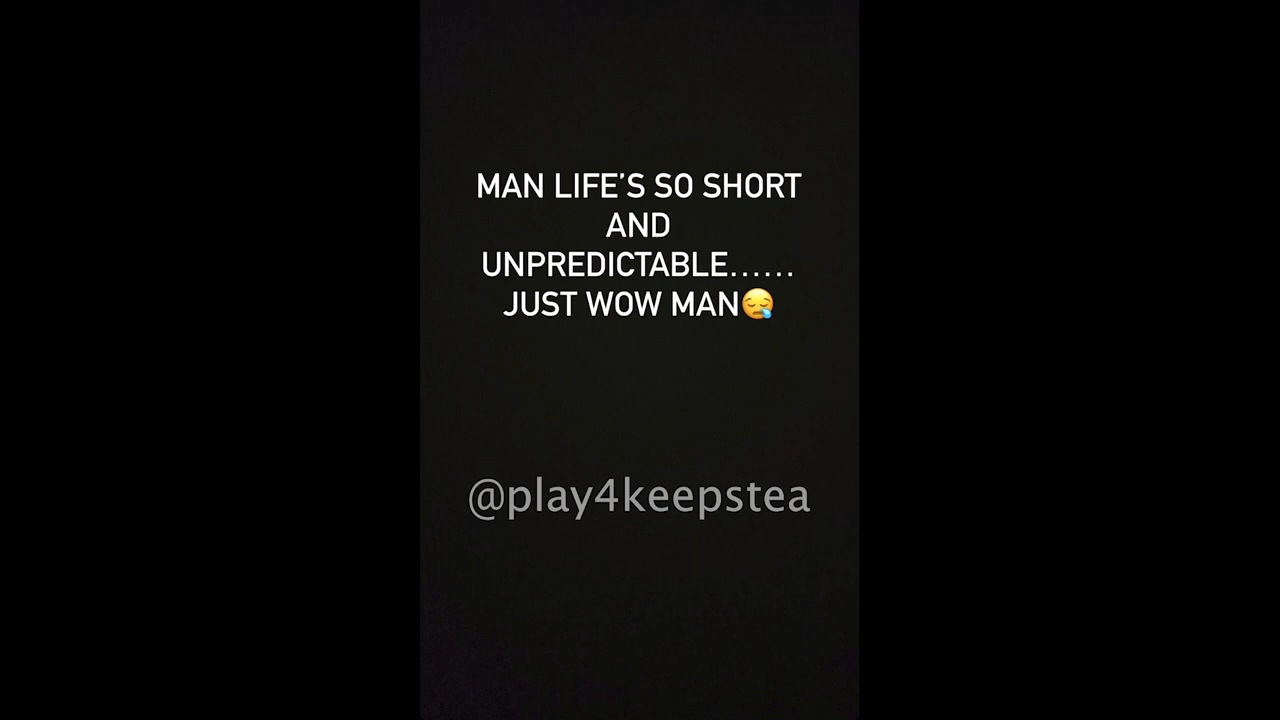 MAN LIFE’S SO SHORT
AND
UNPREDICTABLE……
JUST WOW MAN😪
@play4keepstea